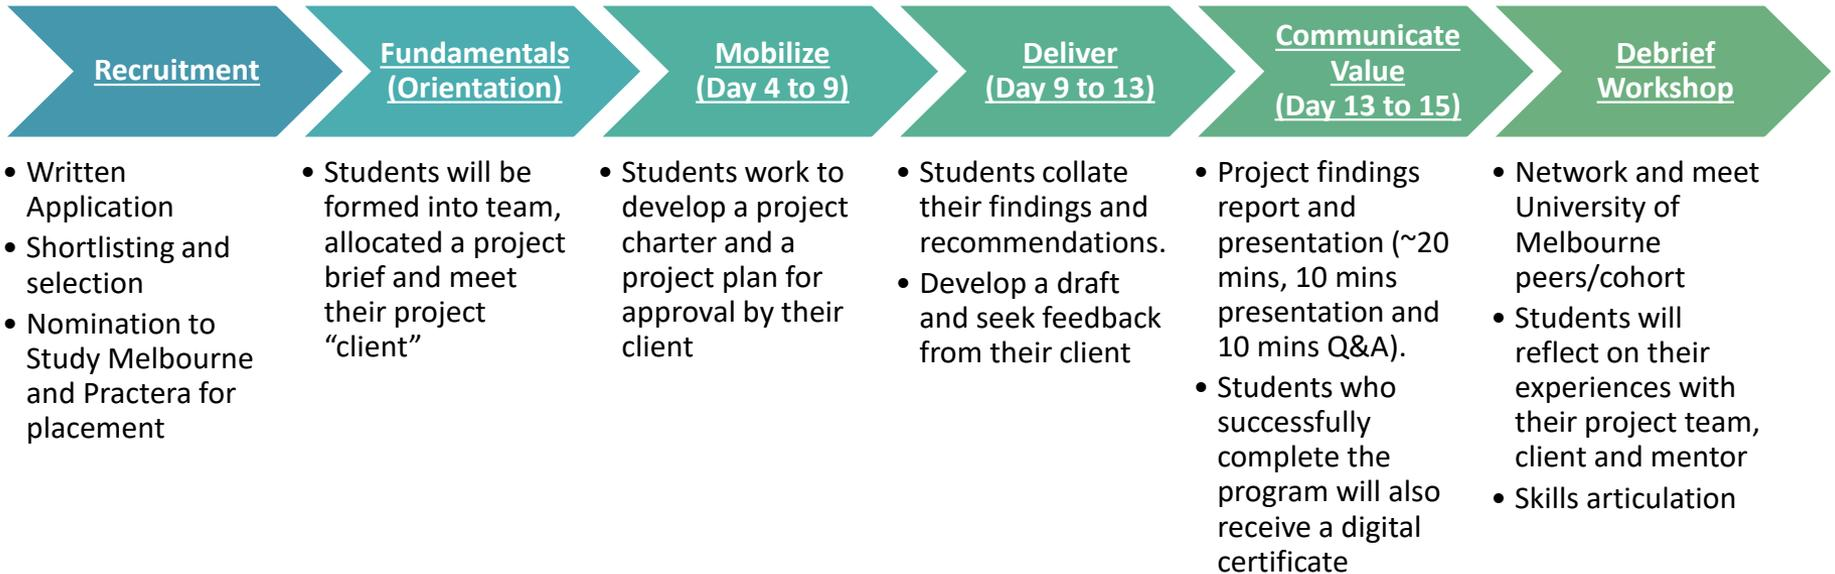 Recruitment
• Written
Application
• Shortlisting and
selection
• Nomination to
Study Melbourne
and Practera for
placement
Fundamentals
(Orientation)
• Students will be
formed into team,
allocated a project
brief and meet
their project
“client”
Mobilize
(Day 4 to 9)
• Students work to
develop a project
charter and a
project plan for
approval by their
client
Deliver
(Day 9 to 13)
• Students collate
their findings and
recommendations.
• Develop a draft
and seek feedback
from their client
Communicate
Value
(Day 13 to 15)
• Project findings
report and
presentation (~20
mins, 10 mins
presentation and
10 mins Q&A).
• Students who
successfully
complete the
program will also
receive a digital
certificate
Debrief
Workshop
• Network and meet
University of
Melbourne
peers/cohort
• Students will
reflect on their
experiences with
their project team,
client and mentor
• Skills articulation